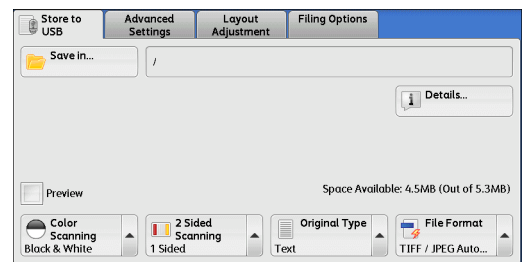 Store to
USB
Advanced
Settings
Layout
Adjustment
Filing Options
Save in...
/
Details...
Preview
Space Available: 4.5MB (Out of 5.3MB)
Color
Scanning
Black & White
2 Sided
Scanning
1 Sided
Original Type
Text
File Format
TIFF / JPEG Auto...